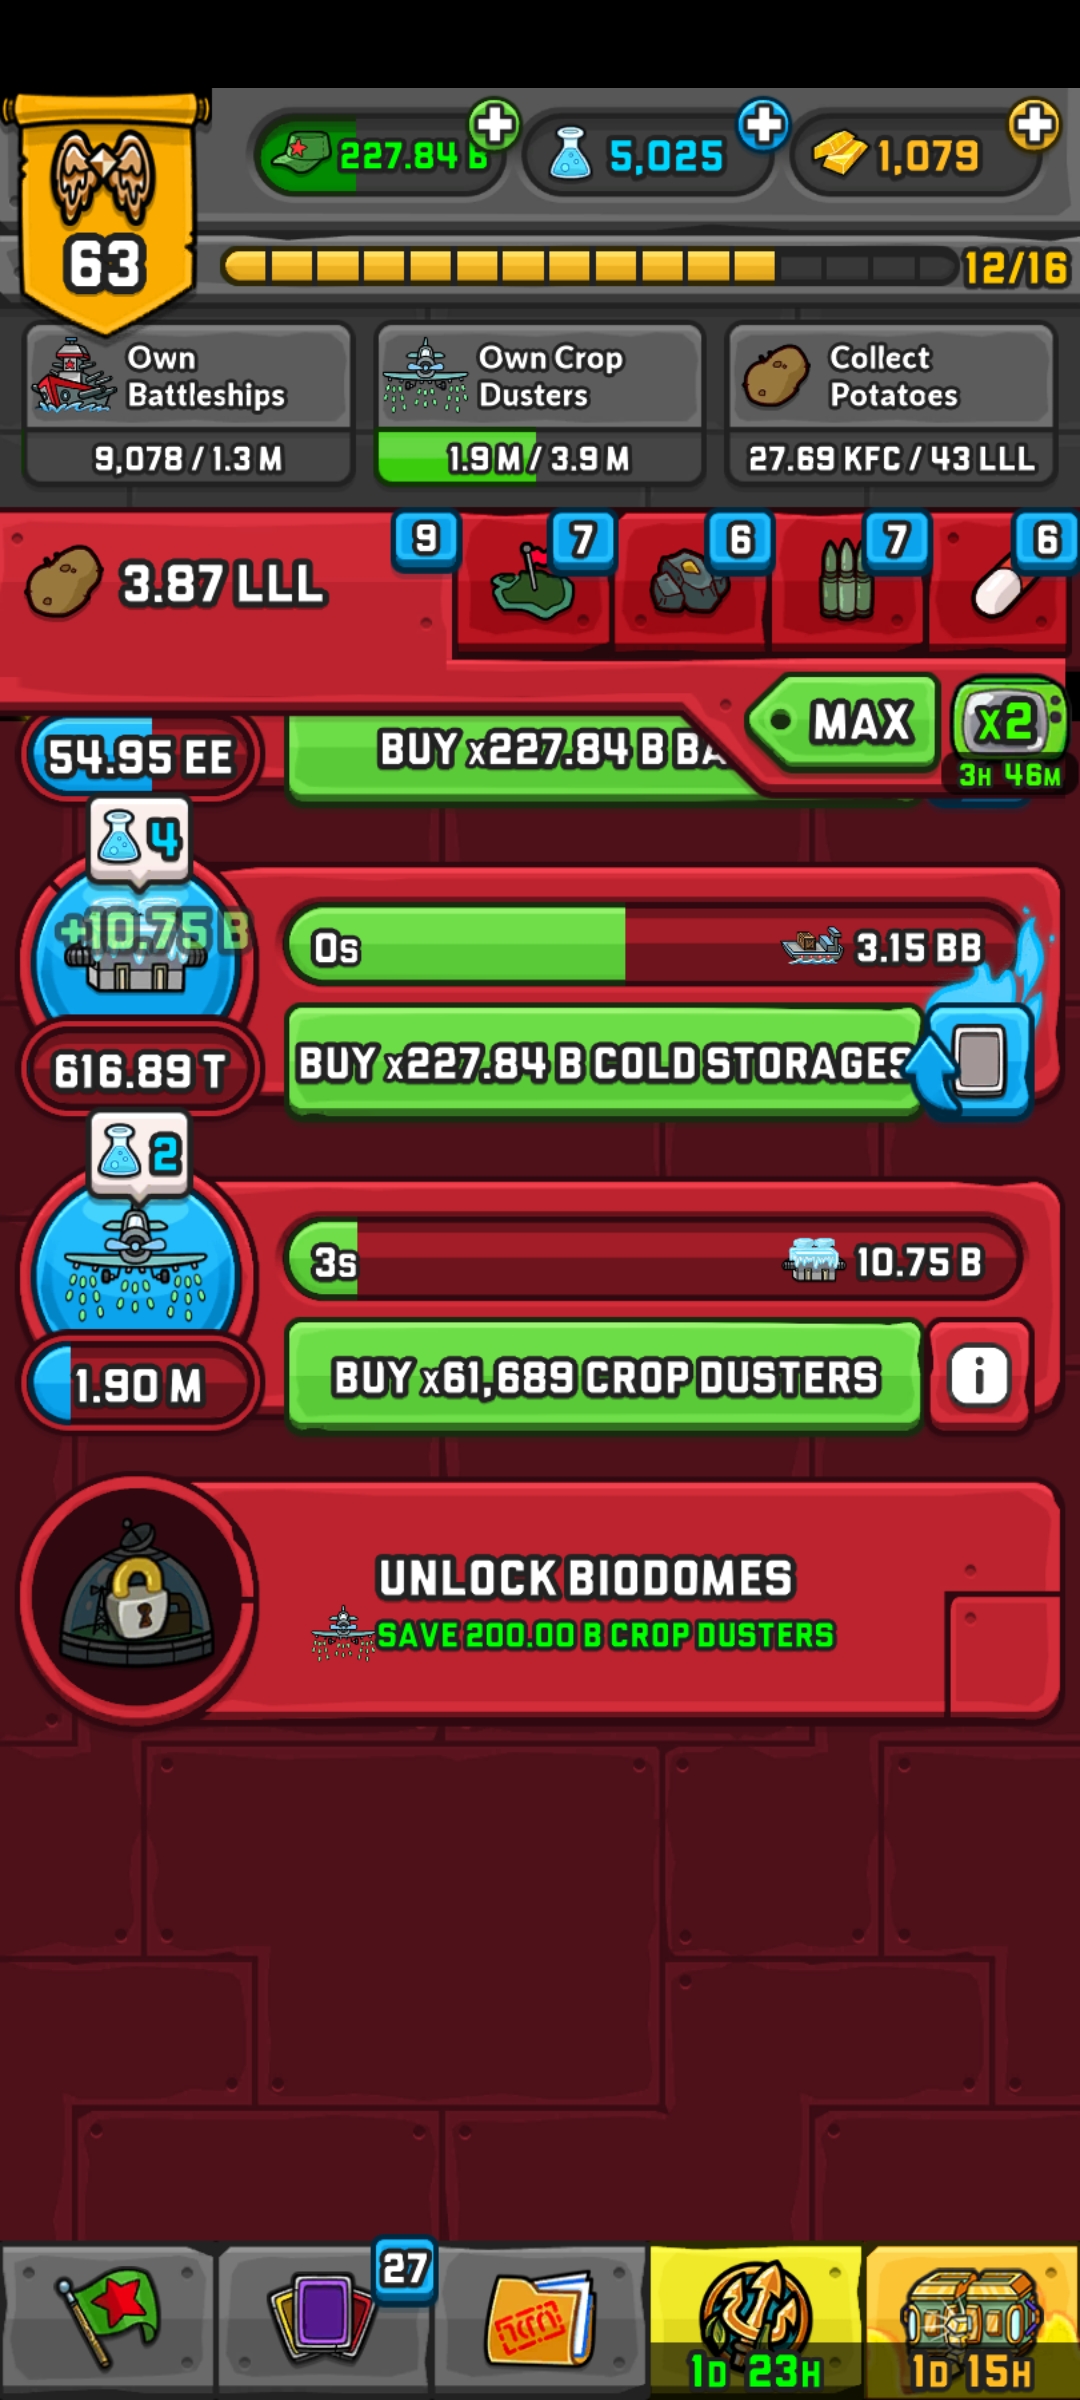 227.84 B
5,025
1,079
63
12/16
Own
Battleships
9,078 / 1.3 M
Own Crop
Dusters
1.9 M / 3.9 M
Collect
Potatoes
27.69 KFC / 43 LLL
3.87 LLL
9
7
6
7
6
MAX
x2
3H 46M
54.95 EE
BUY x227.84 B BA
4
+10.75 B
0s
3.15 BB
616.89 T
BUY x227.84 B COLD STORAGES
2
3s
10.75 B
1.90 M
BUY x61,689 CROP DUSTERS
i
UNLOCK BIODOMES
SAVE 200.00 B CROP DUSTERS
27
1D 23H
1D 15H